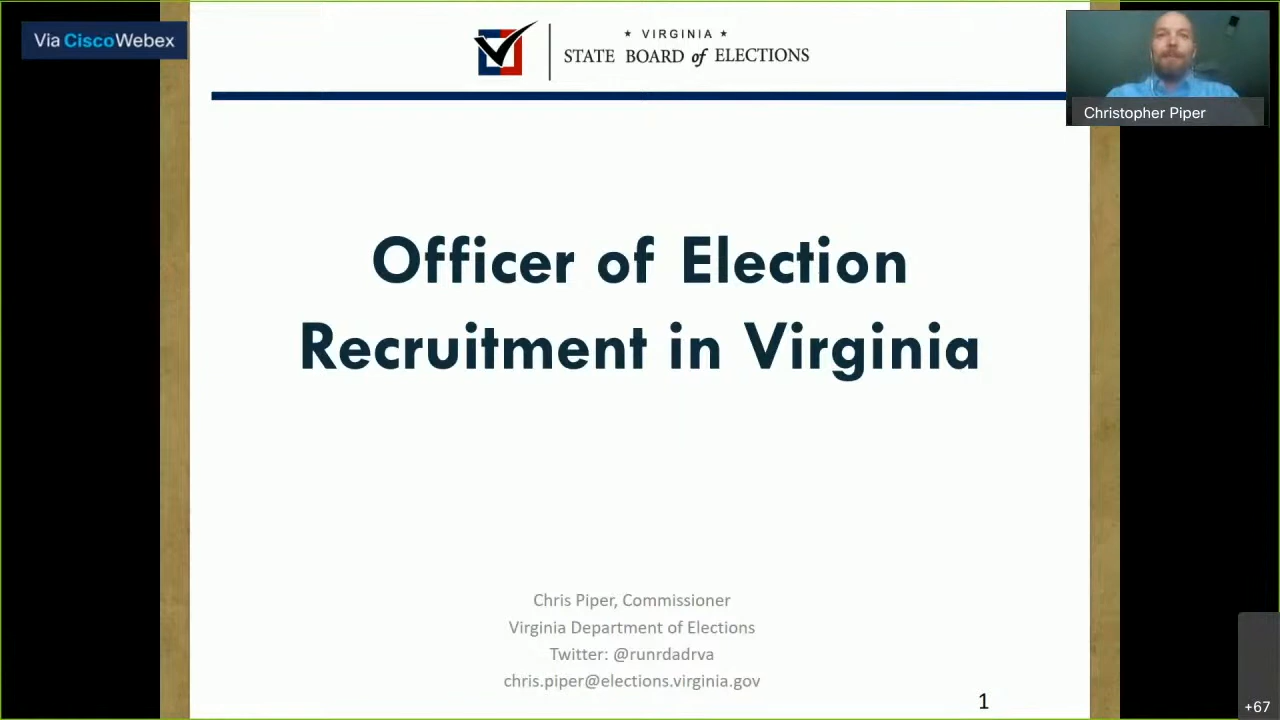 Via CiscoWebex
★ VIRGINIA ★
STATE BOARD of ELECTIONS
Christopher Piper
Officer of Election
Recruitment in Virginia
Chris Piper, Commissioner
Virginia Department of Elections
Twitter: @runrdadrva
chris.piper@elections.virginia.gov
1
+67